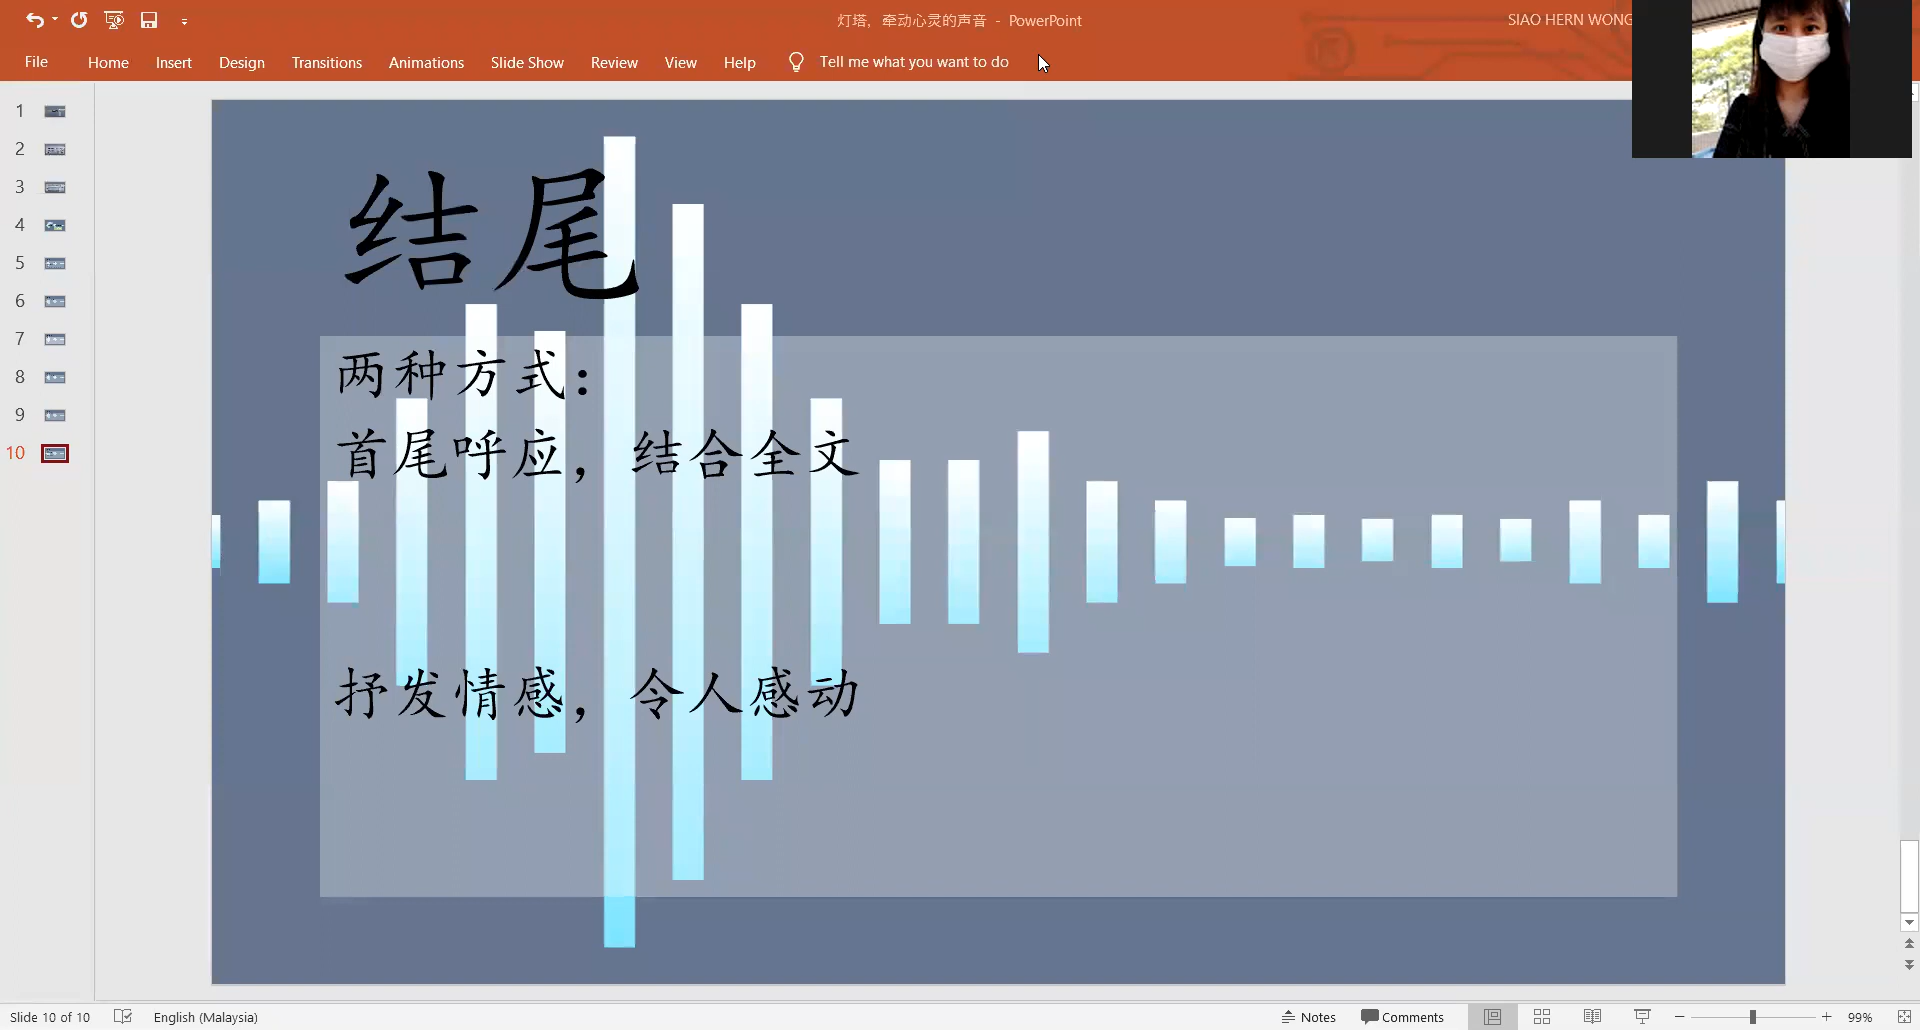 灯塔，牵动心灵的声音 - PowerPoint
SIAO HERN WONG
File Home Insert Design Transitions Animations Slide Show Review View Help Tell me what you want to do
1
2
3
4
5
6
7
8
9
10
结尾
两种方式：
首尾呼应，结合全文
抒发情感，令人感动
Slide 10 of 10 English (Malaysia) Notes Comments 99%